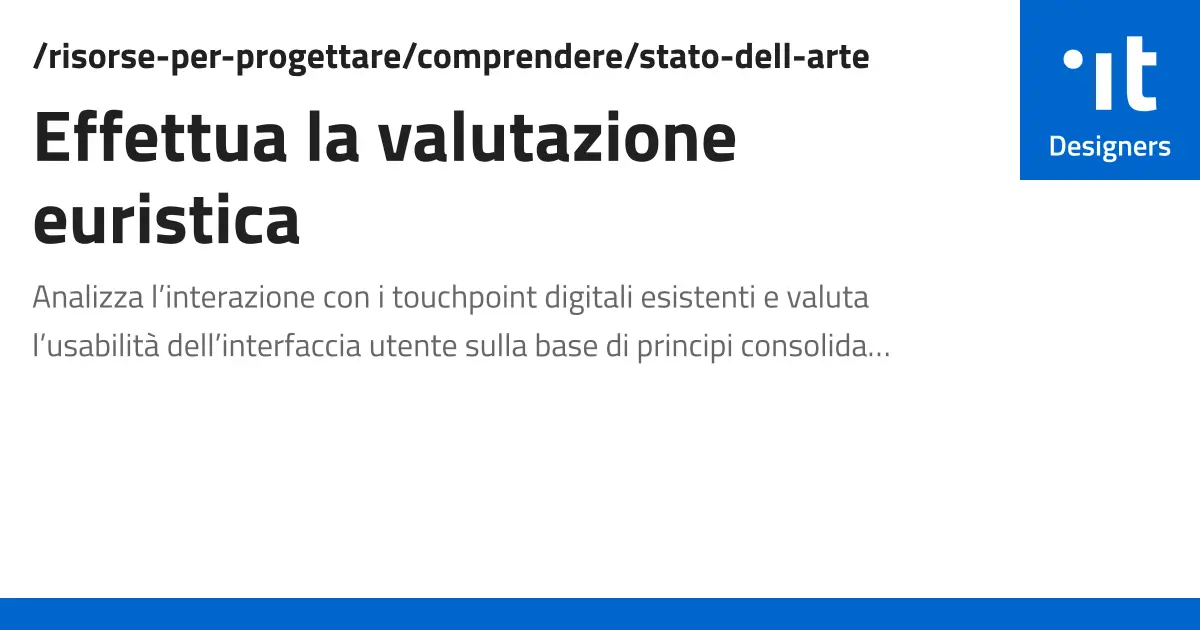 /risorse-per-progettare/comprendere/stato-dell-arte
Effettua la valutazione
euristica
Analizza l’interazione con i touchpoint digitali esistenti e valuta
l’usabilità dell’interfaccia utente sulla base di principi consolida…
it
Designers